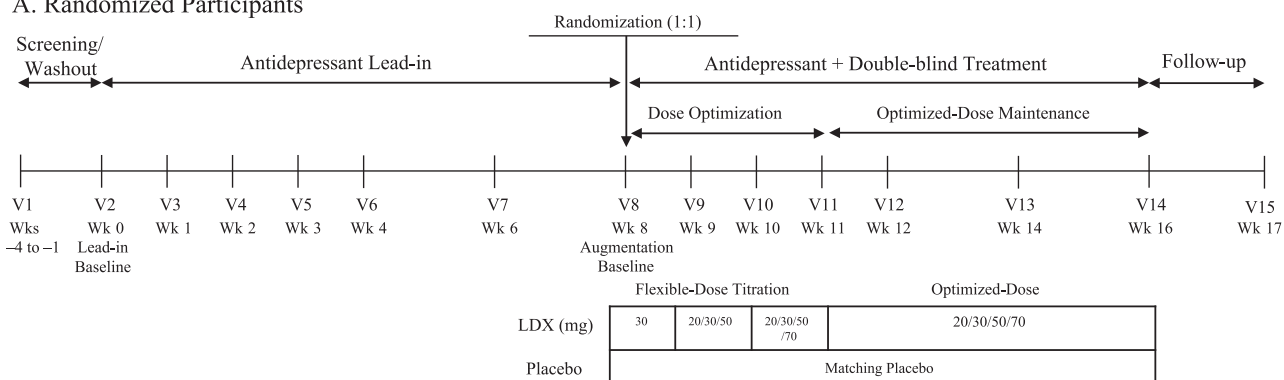 A. Randomized Participants
Randomization (1:1)
Screening/
Washout
Antidepressant Lead-in
Antidepressant + Double-blind Treatment
Follow-up
Dose Optimization
Optimized-Dose Maintenance
V1 V2 V3 V4 V5 V6 V7 V8 V9 V10 V11 V12 V13 V14 V15
Wks Wk 0 Wk 1 Wk 2 Wk 3 Wk 4 Wk 6 Wk 8 Wk 9 Wk 10 Wk 11 Wk 12 Wk 14 Wk 16 Wk 17
–4 to –1 Lead-in Augmentation
Baseline Baseline
Flexible-Dose Titration Optimized-Dose
LDX (mg) 30 20/30/50 20/30/50 20/30/50/70
/70
Placebo Matching Placebo